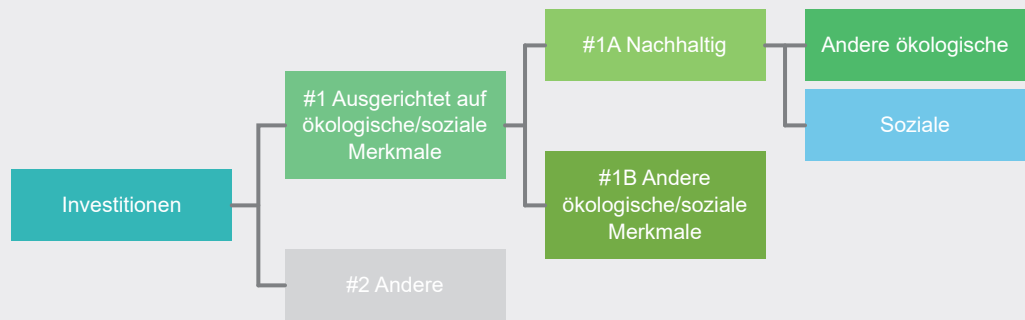 Investitionen
#1 Ausgerichtet auf
ökologische/soziale
Merkmale
#2 Andere
#1A Nachhaltig
#1B Andere
ökologische/soziale
Merkmale
Andere ökologische
Soziale